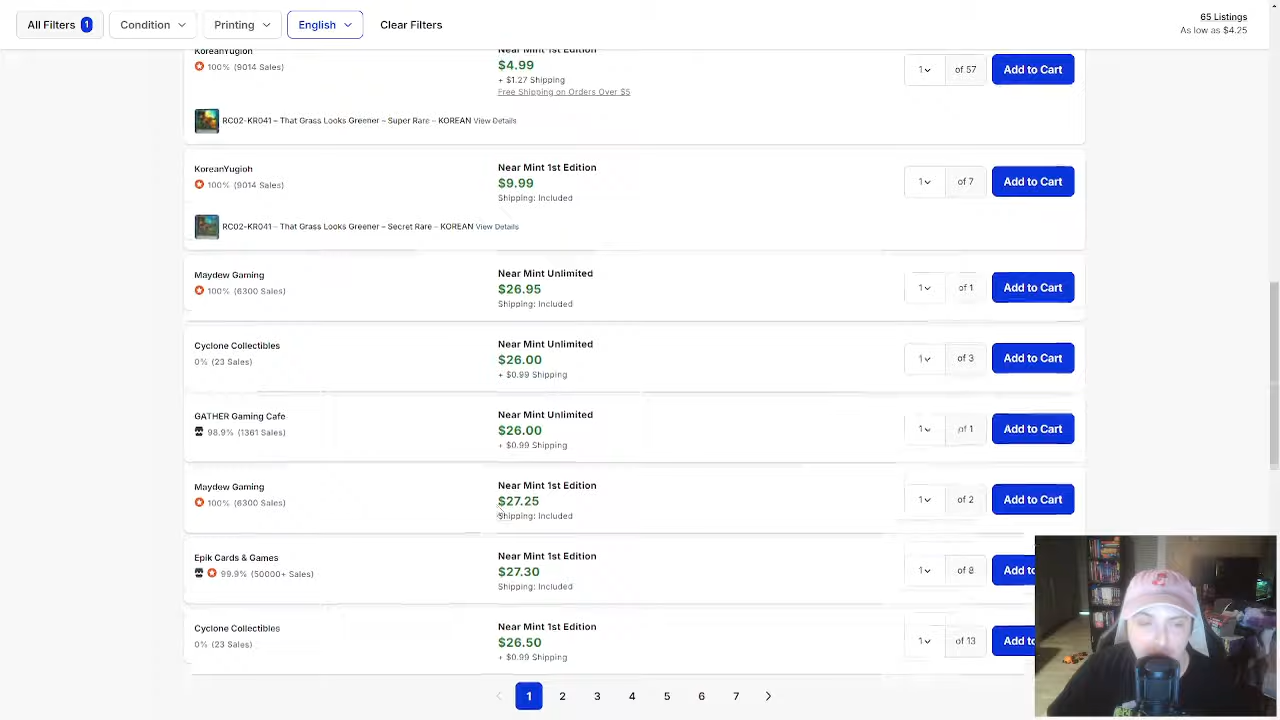 All Filters 1 Condition Printing English Clear Filters
65 Listings
As low as $4.25
KoreanYugioh
100% (9014 Sales)
Near Mint 1st Edition
$4.99
+ $1.27 Shipping
Free Shipping on Orders Over $5
1 of 57 Add to Cart
RC02-KR041 – That Grass Looks Greener – Super Rare – KOREAN View Details
KoreanYugioh
100% (9014 Sales)
Near Mint 1st Edition
$9.99
Shipping: Included
1 of 7 Add to Cart
RC02-KR041 – That Grass Looks Greener – Secret Rare – KOREAN View Details
Maydew Gaming
100% (6300 Sales)
Near Mint Unlimited
$26.95
Shipping: Included
1 of 1 Add to Cart
Cyclone Collectibles
0% (23 Sales)
Near Mint Unlimited
$26.00
+ $0.99 Shipping
1 of 3 Add to Cart
GATHER Gaming Cafe
98.9% (1361 Sales)
Near Mint Unlimited
$26.00
+ $0.99 Shipping
1 of 1 Add to Cart
Maydew Gaming
100% (6300 Sales)
Near Mint 1st Edition
$27.25
Shipping: Included
1 of 2 Add to Cart
Epik Cards & Games
99.9% (50000+ Sales)
Near Mint 1st Edition
$27.30
Shipping: Included
1 of 8 Add to
Cyclone Collectibles
0% (23 Sales)
Near Mint 1st Edition
$26.50
+ $0.99 Shipping
1 of 13 Add to
1 2 3 4 5 6 7